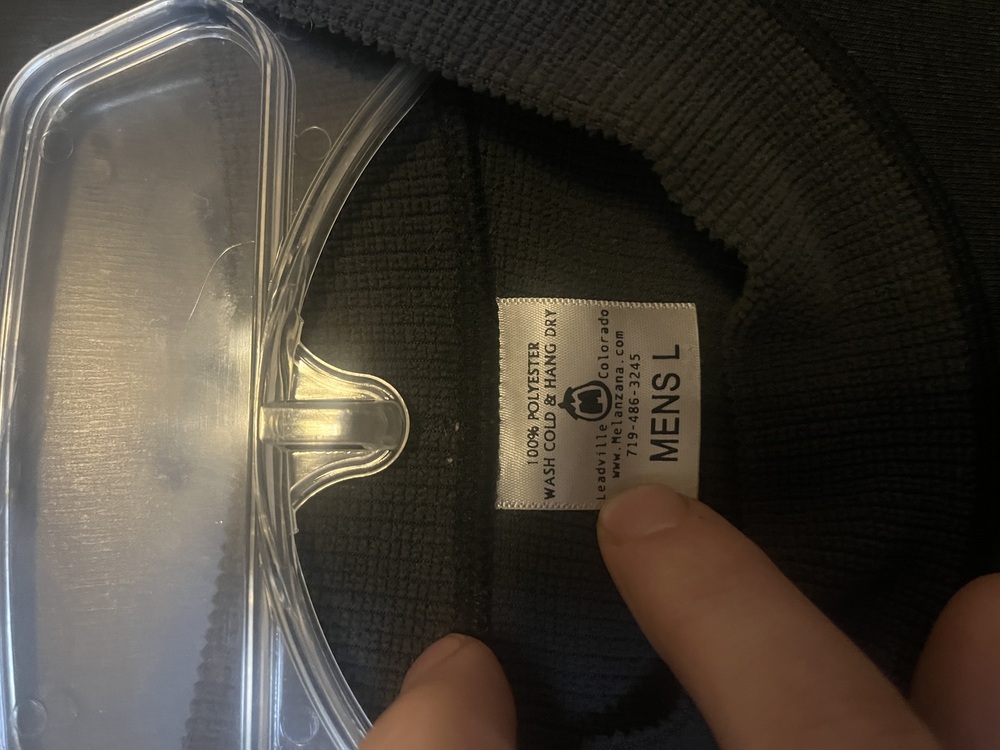 100% POLYESTER
WASH COLD & HANG DRY
Leadville Colorado
www.Melanzana.com
719-486-3245
MENS L